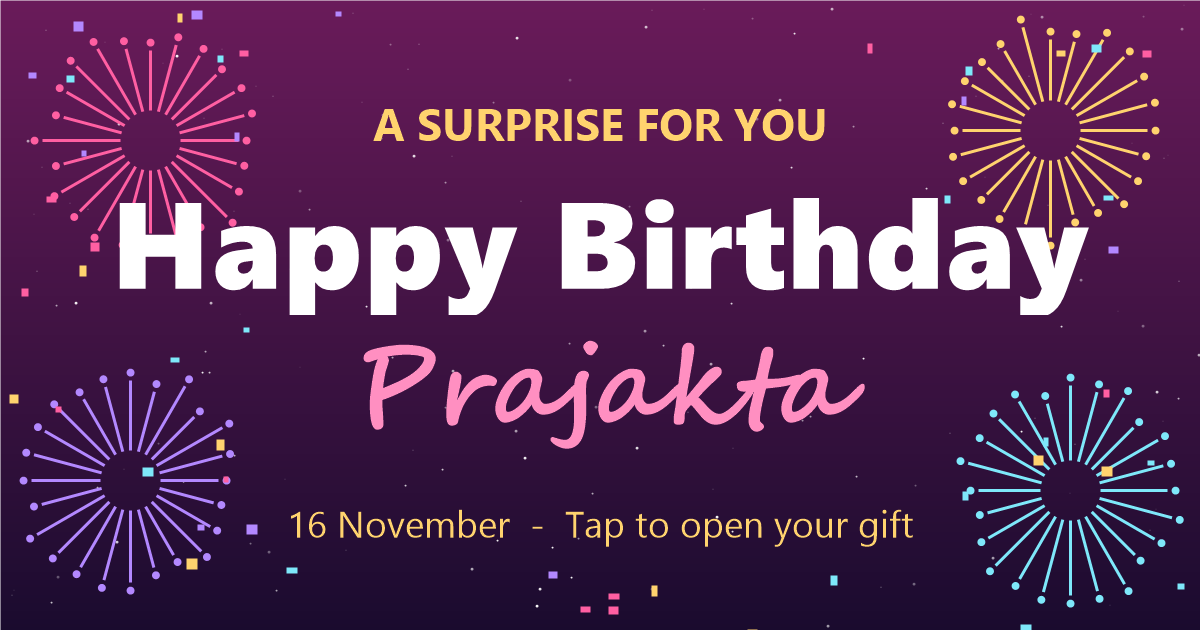 A SURPRISE FOR YOU
Happy Birthday
Prajakta
16 November - Tap to open your gift